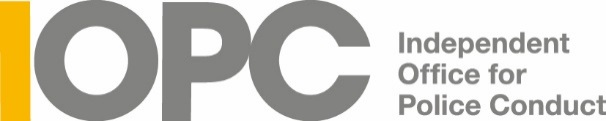 IOPC
Independent
Office for
Police Conduct